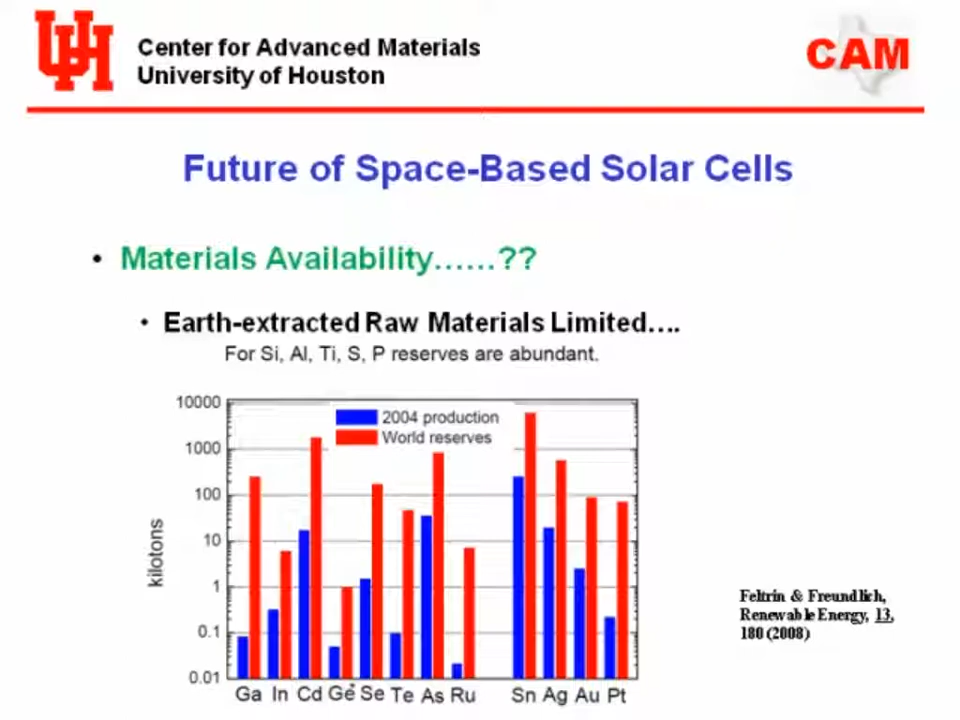 UH
Center for Advanced Materials
University of Houston
CAM
Future of Space-Based Solar Cells
• Materials Availability……??
• Earth-extracted Raw Materials Limited….
For Si, Al, Ti, S, P reserves are abundant.
10000
1000
100
10
1
0.1
0.01
kilotons
2004 production
World reserves
Ga In Cd Ge* Se Te As Ru Sn Ag Au Pt
Feltrin & Freundlich,
Renewable Energy, 13,
180 (2008)